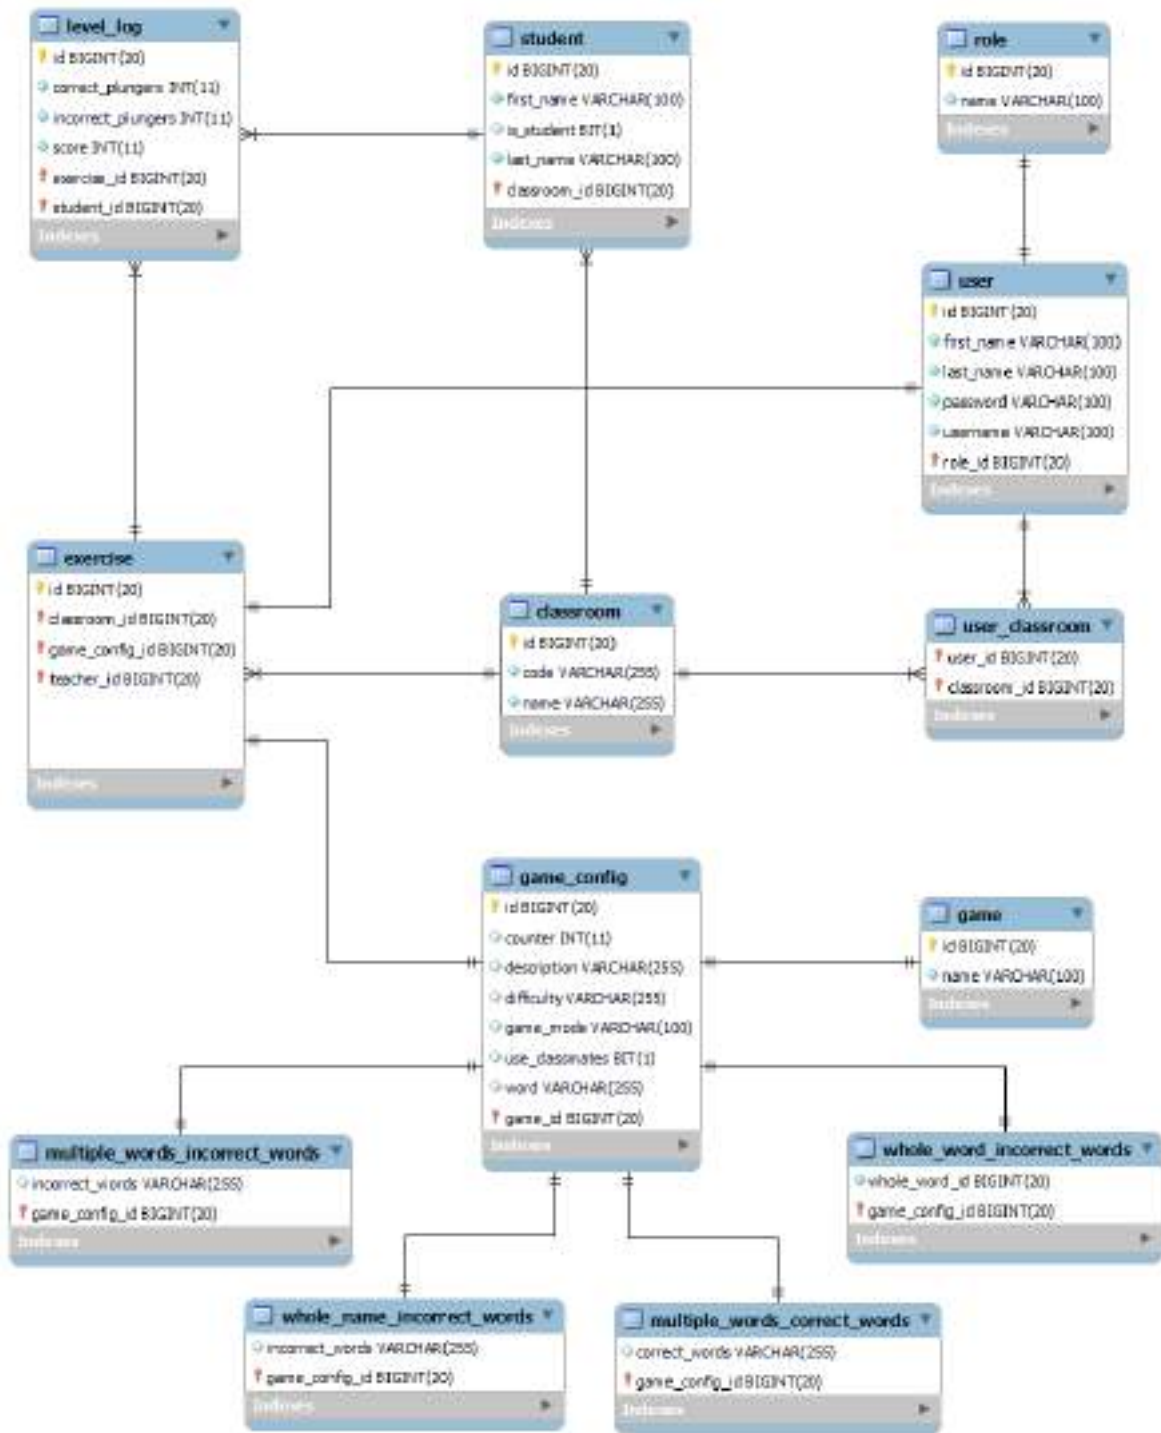 level_log
id BIGINT(20)
correct_plungers INT(11)
incorrect_plungers INT(11)
score INT(11)
exercise_id BIGINT(20)
student_id BIGINT(20)
Indexes
student
id BIGINT(20)
first_name VARCHAR(100)
is_student BIT(1)
last_name VARCHAR(100)
classroom_id BIGINT(20)
Indexes
role
id BIGINT(20)
name VARCHAR(100)
Indexes
user
id BIGINT(20)
first_name VARCHAR(100)
last_name VARCHAR(100)
password VARCHAR(100)
username VARCHAR(100)
role_id BIGINT(20)
Indexes
exercise
id BIGINT(20)
classroom_id BIGINT(20)
game_config_id BIGINT(20)
teacher_id BIGINT(20)
Indexes
classroom
id BIGINT(20)
code VARCHAR(255)
name VARCHAR(255)
Indexes
user_classroom
user_id BIGINT(20)
classroom_id BIGINT(20)
Indexes
game_config
id BIGINT(20)
counter INT(11)
description VARCHAR(255)
difficulty VARCHAR(255)
game_mode VARCHAR(100)
use_classmates BIT(1)
word VARCHAR(255)
game_id BIGINT(20)
Indexes
game
id BIGINT(20)
name VARCHAR(100)
Indexes
multiple_words_incorrect_words
incorrect_words VARCHAR(255)
game_config_id BIGINT(20)
Indexes
whole_word_incorrect_words
whole_word_id BIGINT(20)
game_config_id BIGINT(20)
Indexes
whole_name_incorrect_words
incorrect_words VARCHAR(255)
game_config_id BIGINT(20)
Indexes
multiple_words_correct_words
correct_words VARCHAR(255)
game_config_id BIGINT(20)
Indexes